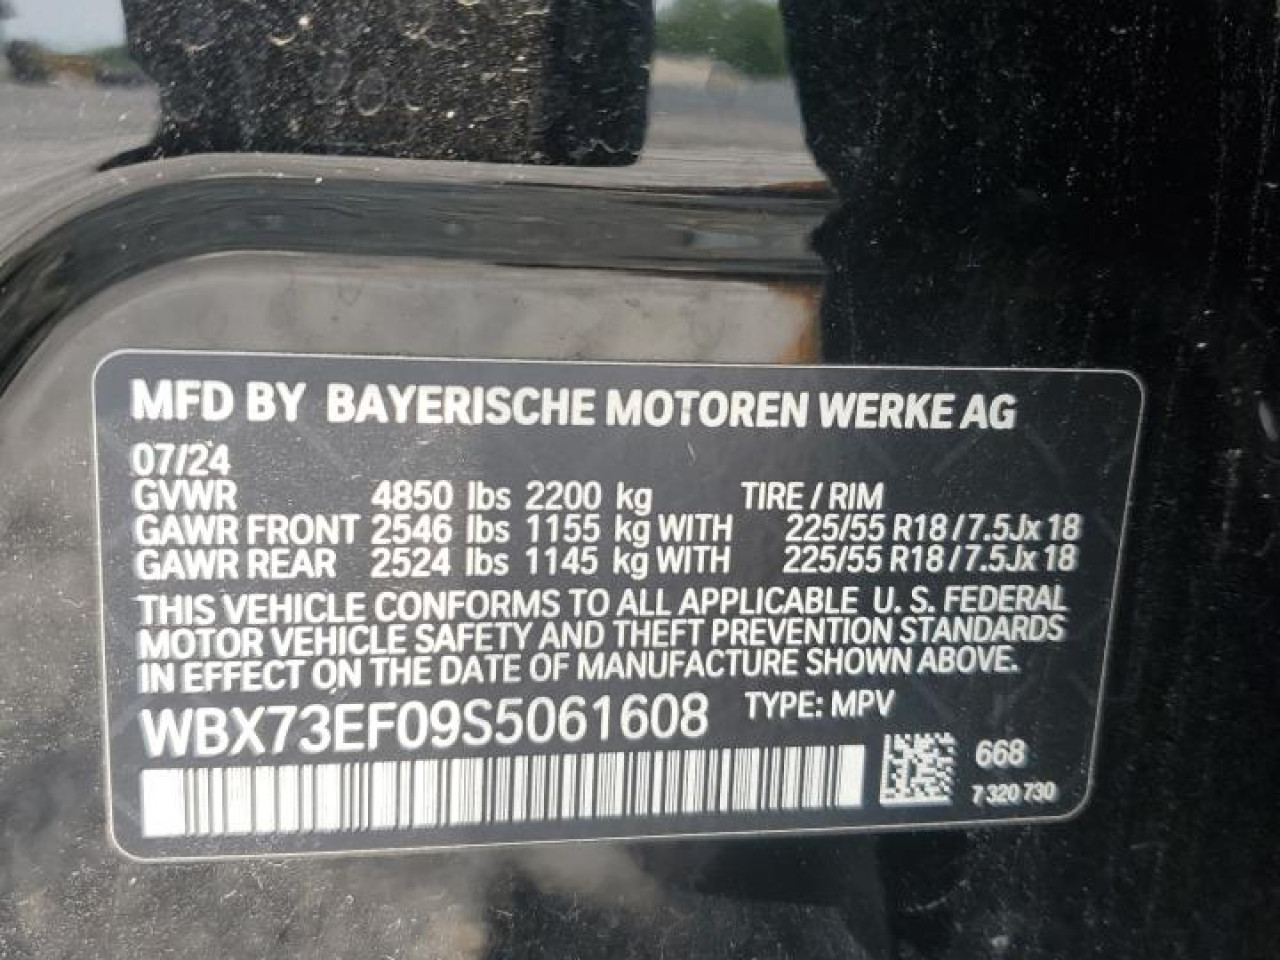 MFD BY BAYERISCHE MOTOREN WERKE AG
07/24
GVWR 4850 lbs 2200 kg TIRE / RIM
GAWR FRONT 2546 lbs 1155 kg WITH 225/55 R18 / 7.5Jx 18
GAWR REAR 2524 lbs 1145 kg WITH 225/55 R18 / 7.5Jx 18
THIS VEHICLE CONFORMS TO ALL APPLICABLE U. S. FEDERAL
MOTOR VEHICLE SAFETY AND THEFT PREVENTION STANDARDS
IN EFFECT ON THE DATE OF MANUFACTURE SHOWN ABOVE.
WBX73EF09S5061608 TYPE: MPV
668
7 320 730